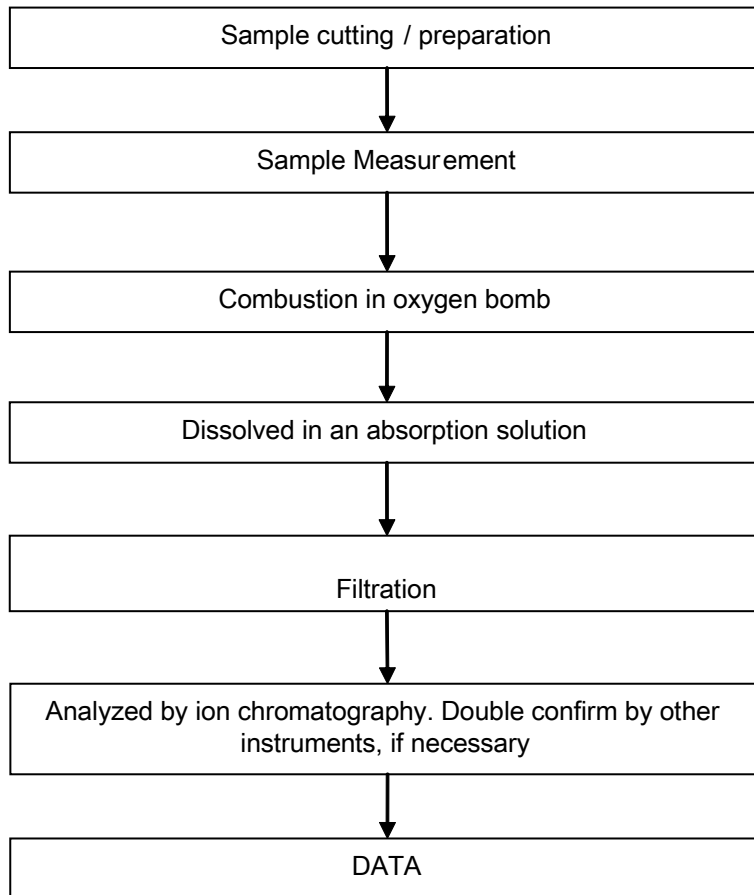 Sample cutting / preparation
Sample Measurement
Combustion in oxygen bomb
Dissolved in an absorption solution
Filtration
Analyzed by ion chromatography. Double confirm by other
instruments, if necessary
DATA